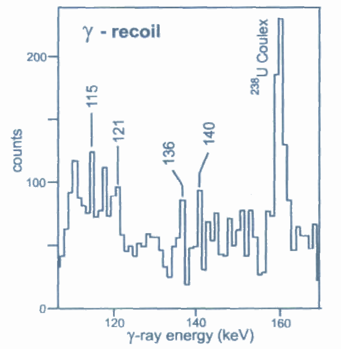 γ - recoil
238U Coulex
115
121
136
140
counts
200
100
0
120
140
160
γ-ray energy (keV)